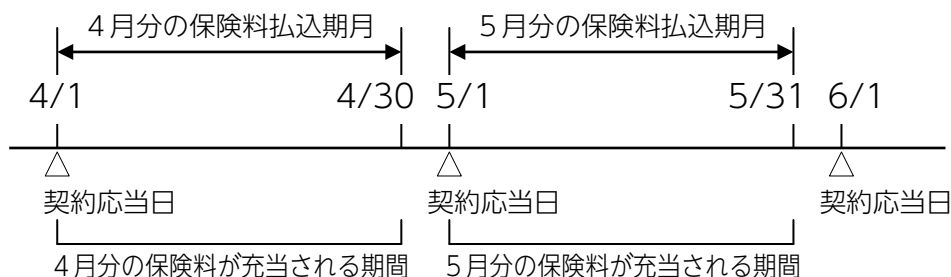 4月分の保険料払込期月 5月分の保険料払込期月
4/1 4/30 5/1 5/31 6/1
契約応当日 契約応当日 契約応当日
4月分の保険料が充当される期間 5月分の保険料が充当される期間